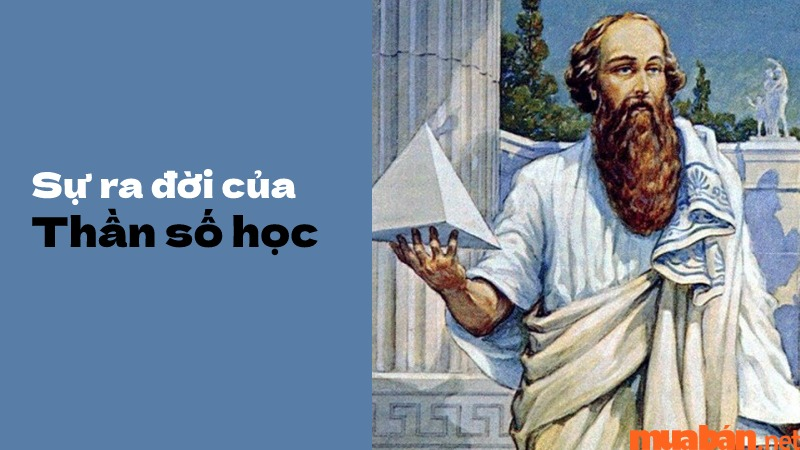 Sự ra đời của
Thần số học
muaban.net